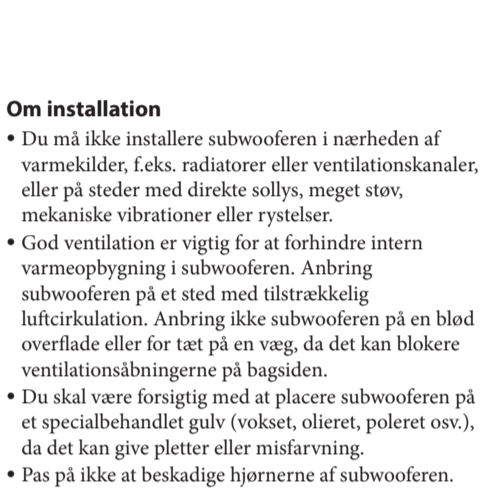 Om installation
• Du må ikke installere subwooferen i nærheden af
varmekilder, f.eks. radiatorer eller ventilationskanaler,
eller på steder med direkte sollys, meget støv,
mekaniske vibrationer eller rystelser.
• God ventilation er vigtig for at forhindre intern
varmeopbygning i subwooferen. Anbring
subwooferen på et sted med tilstrækkelig
luftcirkulation. Anbring ikke subwooferen på en blød
overflade eller for tæt på en væg, da det kan blokere
ventilationsåbningerne på bagsiden.
• Du skal være forsigtig med at placere subwooferen på
et specialbehandlet gulv (vokset, olieret, poleret osv.),
da det kan give pletter eller misfarvning.
• Pas på ikke at beskadige hjørnerne af subwooferen.